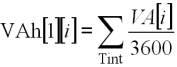 VAh[1][i] = ∑ VA[i]
Tint 3600